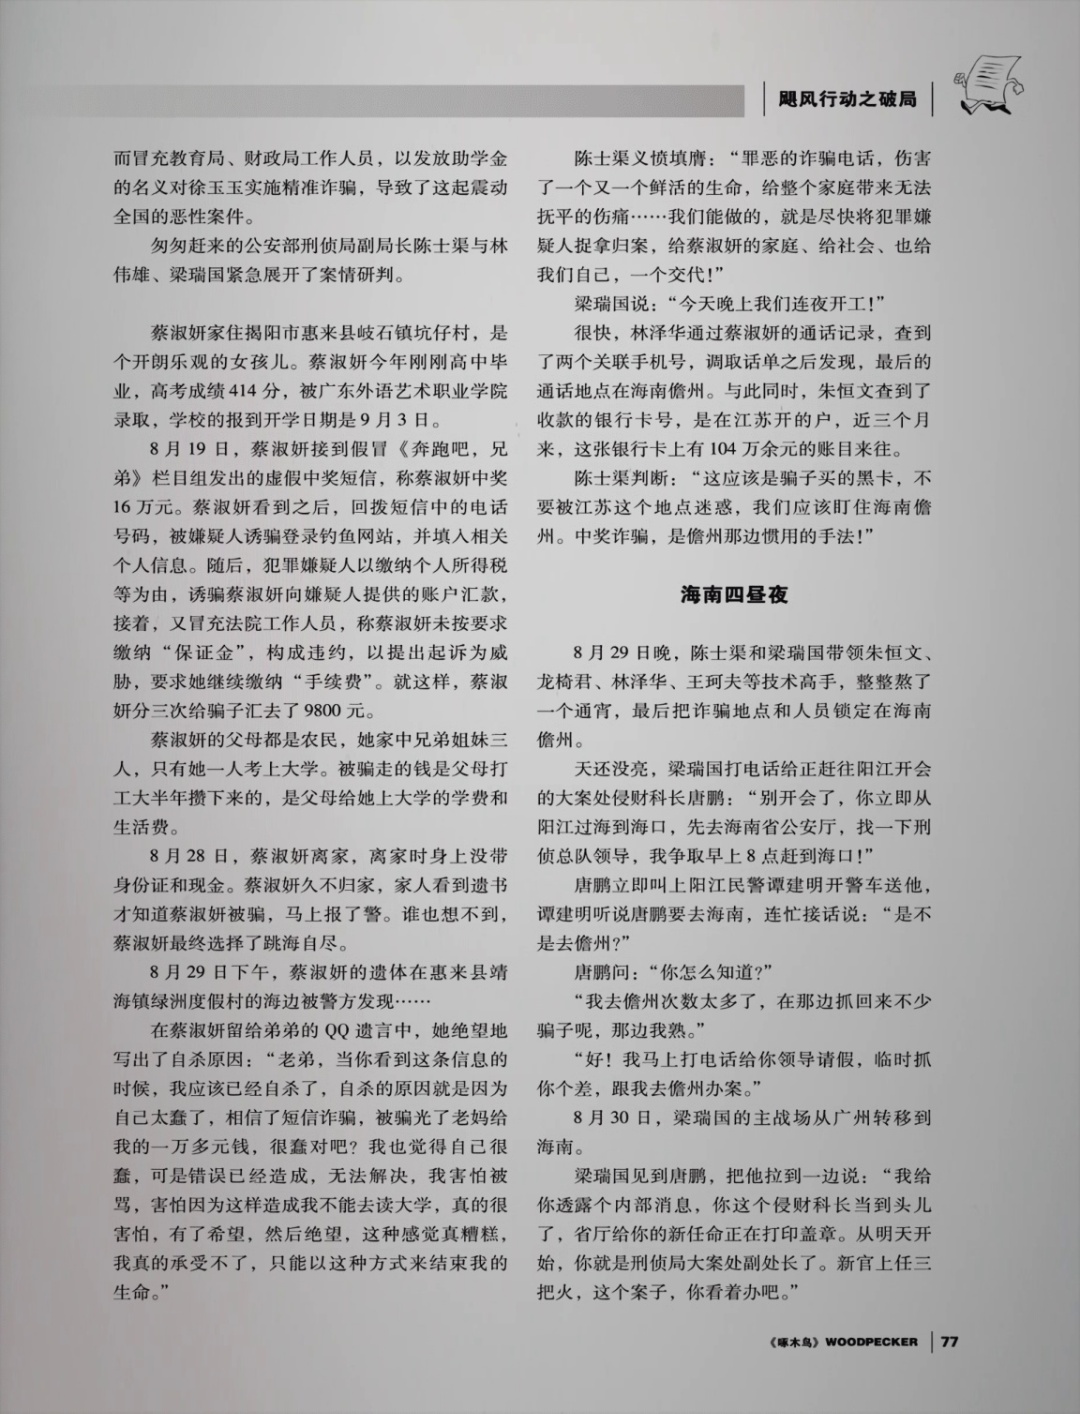 飓风行动之破局
而冒充教育局、财政局工作人员，以发放助学金
的名义对徐玉玉实施精准诈骗，导致了这起震动
全国的恶性案件。
匆匆赶来的公安部刑侦局副局长陈士渠与林
伟雄、梁瑞国紧急展开了案情研判。
蔡淑妍家住揭阳市惠来县岐石镇坑仔村，是
个开朗乐观的女孩儿。蔡淑妍今年刚刚高中毕
业，高考成绩 414 分，被广东外语艺术职业学院
录取，学校的报到开学日期是 9 月 3 日。
8 月 19 日，蔡淑妍接到假冒《奔跑吧，兄
弟》栏目组发出的虚假中奖短信，称蔡淑妍中奖
16 万元。蔡淑妍看到之后，回拨短信中的电话
号码，被嫌疑人诱骗登录钓鱼网站，并填入相关
个人信息。随后，犯罪嫌疑人以缴纳个人所得税
等为由，诱骗蔡淑妍向嫌疑人提供的账户汇款，
接着，又冒充法院工作人员，称蔡淑妍未按要求
缴纳“保证金”，构成违约，以提出起诉为威
胁，要求她继续缴纳“手续费”。就这样，蔡淑
妍分三次给骗子汇去了 9800 元。
蔡淑妍的父母都是农民，她家中兄弟姐妹三
人，只有她一人考上大学。被骗走的钱是父母打
工大半年攒下来的，是父母给她上大学的学费和
生活费。
8 月 28 日，蔡淑妍离家，离家时身上没带
身份证和现金。蔡淑妍久不归家，家人看到遗书
才知道蔡淑妍被骗，马上报了警。谁也想不到，
蔡淑妍最终选择了跳海自尽。
8 月 29 日下午，蔡淑妍的遗体在惠来县靖
海镇绿洲度假村的海边被警方发现……
在蔡淑妍留给弟弟的 QQ 遗言中，她绝望地
写出了自杀原因：“老弟，当你看到这条信息的
时候，我应该已经自杀了，自杀的原因就是因为
自己太蠢了，相信了短信诈骗，被骗光了老妈给
我的一万多元钱，很蠢对吧？我也觉得自己很
蠢，可是错误已经造成，无法解决，我害怕被
骂，害怕因为这样造成我不能去读大学，真的很
害怕，有了希望，然后绝望，这种感觉真糟糕，
我真的承受不了，只能以这种方式来结束我的
生命。”
陈士渠义愤填膺：“罪恶的诈骗电话，伤害
了一个又一个鲜活的生命，给整个家庭带来无法
抚平的伤痛……我们能做的，就是尽快将犯罪嫌
疑人捉拿归案，给蔡淑妍的家庭、给社会、也给
我们自己，一个交代！”
梁瑞国说：“今天晚上我们连夜开工！”
很快，林泽华通过蔡淑妍的通话记录，查到
了两个关联手机号，调取话单之后发现，最后的
通话地点在海南儋州。与此同时，朱恒文查到了
收款的银行卡号，是在江苏开的户，近三个月
来，这张银行卡上有 104 万余元的账目来往。
陈士渠判断：“这应该是骗子买的黑卡，不
要被江苏这个地点迷惑，我们应该盯住海南儋
州。中奖诈骗，是儋州那边惯用的手法！”
海南四昼夜
8 月 29 日晚，陈士渠和梁瑞国带领朱恒文、
龙椅君、林泽华、王珂夫等技术高手，整整熬了
一个通宵，最后把诈骗地点和人员锁定在海南
儋州。
天还没亮，梁瑞国打电话给正赶往阳江开会
的大案处侵财科长唐鹏：“别开会了，你立即从
阳江过海到海口，先去海南省公安厅，找一下刑
侦总队领导，我争取早上 8 点赶到海口！”
唐鹏立即叫上阳江民警谭建明开警车送他，
谭建明听说唐鹏要去海南，连忙接话说：“是不
是去儋州？”
唐鹏问：“你怎么知道？”
“我去儋州次数太多了，在那边抓回来不少
骗子呢，那边我熟。”
“好！我马上打电话给你领导请假，临时抓
你个差，跟我去儋州办案。”
8 月 30 日，梁瑞国的主战场从广州转移到
海南。
梁瑞国见到唐鹏，把他拉到一边说：“我给
你透露个内部消息，你这个侵财科长当到头儿
了，省厅给你的新任命正在打印盖章。从明天开
始，你就是刑侦局大案处副处长了。新官上任三
把火，这个案子，你看着办吧。”
《啄木鸟》WOODPECKER 77